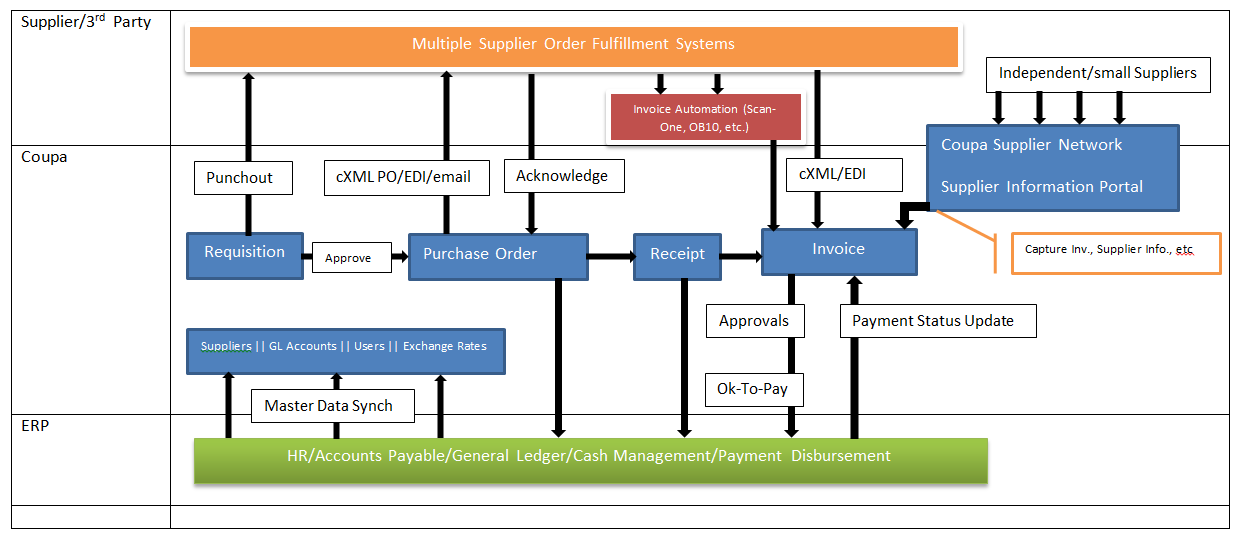 Supplier/3rd Party
Multiple Supplier Order Fulfillment Systems
Independent/small Suppliers
Invoice Automation (Scan-
One, OB10, etc.)
Coupa Supplier Network
Supplier Information Portal
Coupa
Punchout
cXML PO/EDI/email
Acknowledge
cXML/EDI
Requisition
Approve
Purchase Order
Receipt
Invoice
Capture Inv., Supplier Info., etc
Approvals
Payment Status Update
Suppliers || GL Accounts || Users || Exchange Rates
Ok-To-Pay
Master Data Synch
ERP
HR/Accounts Payable/General Ledger/Cash Management/Payment Disbursement